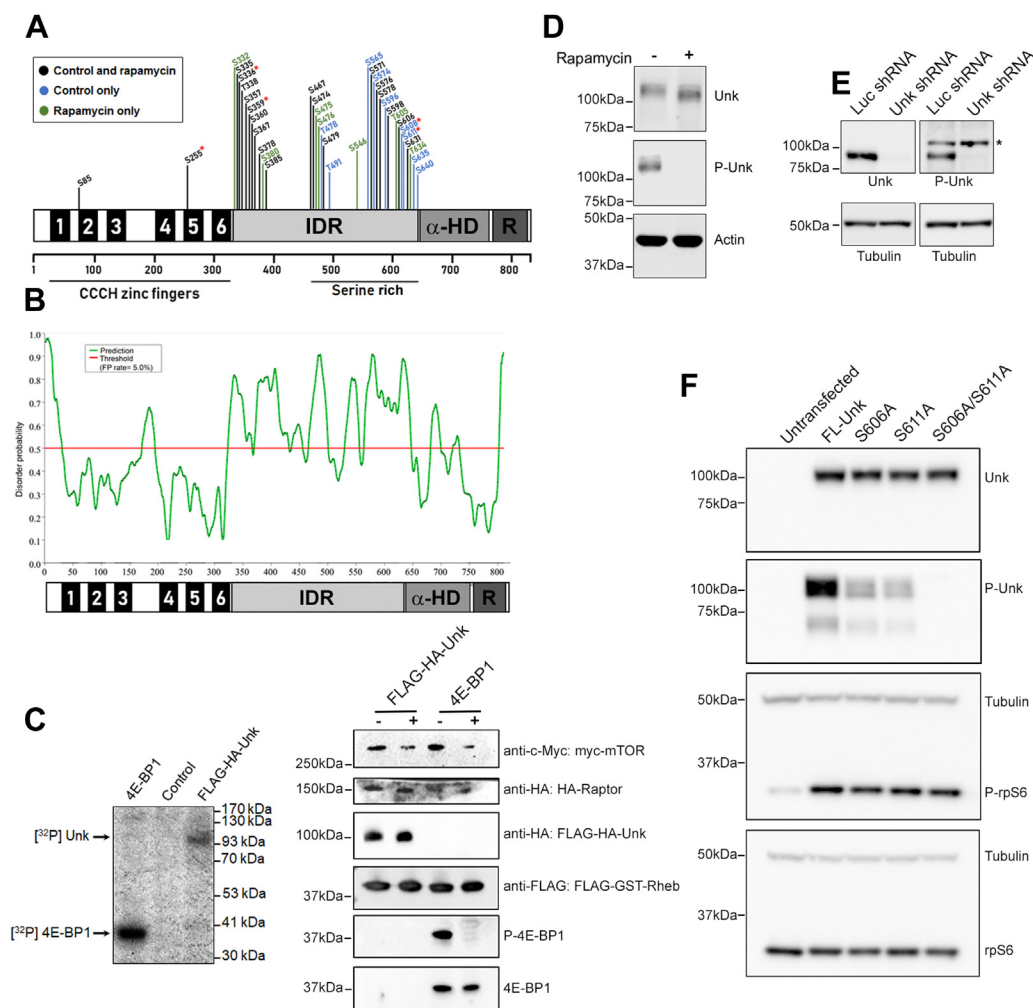 A
Control and rapamycin
Control only
Rapamycin only
S85
S255*
S332
S335
S336*
T338
S357
S359*
S360
S367
S378
S380
S385
S467
S474
S475
S476
T478
S479
T491
S546
S565
S571
S574
S576
S578
S596
S598
T605
S606
S608*
S631
T634
S635
S640
1 2 3 4 5 6 IDR α-HD R
1 100 200 300 400 500 600 700 800
CCCH zinc fingers Serine rich
B
Prediction
Threshold
(FP rate= 5.0%)
Disorder probability
1.0
0.9
0.8
0.7
0.6
0.5
0.4
0.3
0.2
0.1
0.0
0 50 100 150 200 250 300 350 400 450 500 550 600 650 700 750 800
1 2 3 4 5 6 IDR α-HD R
C
4E-BP1 Control FLAG-HA-Unk
[32P] Unk
[32P] 4E-BP1
170 kDa
130 kDa
93 kDa
70 kDa
53 kDa
41 kDa
30 kDa
FLAG-HA-Unk 4E-BP1
- + - +
250kDa anti-c-Myc: myc-mTOR
150kDa anti-HA: HA-Raptor
100kDa anti-HA: FLAG-HA-Unk
37kDa anti-FLAG: FLAG-GST-Rheb
37kDa P-4E-BP1
37kDa 4E-BP1
D
Rapamycin - +
100kDa Unk
75kDa
P-Unk
100kDa
75kDa
50kDa
Actin
37kDa
E
Luc shRNA Unk shRNA Luc shRNA Unk shRNA
100kDa *
75kDa
Unk P-Unk
50kDa
Tubulin Tubulin
F
Untransfected FL-Unk S606A S611A S606A/S611A
100kDa Unk
75kDa
100kDa P-Unk
75kDa
50kDa Tubulin
37kDa
P-rpS6
50kDa Tubulin
37kDa
rpS6